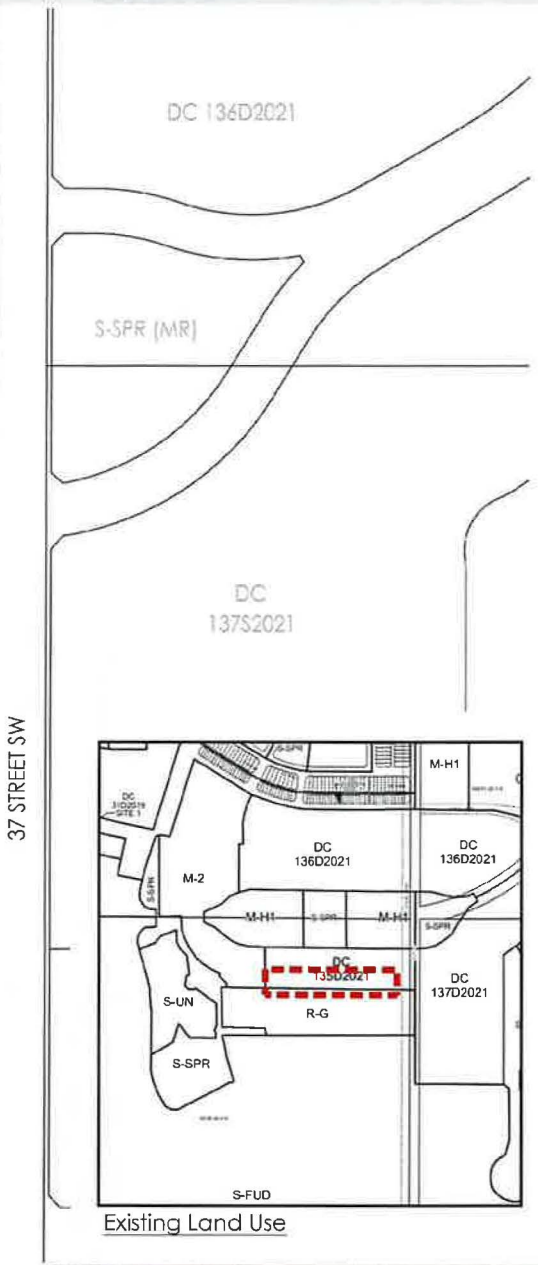 DC 136D2021
S-SPR (MR)
DC
137S2021
37 STREET SW
S-SPR
M-H1
DC
31D2019
SITE 1
DC
136D2021
DC
136D2021
M-2
S-SPR
M-H1
S-SPR
M-H1
S-SPR
DC
135D2021
DC
137D2021
S-UN
R-G
S-SPR
S-FUD
Existing Land Use